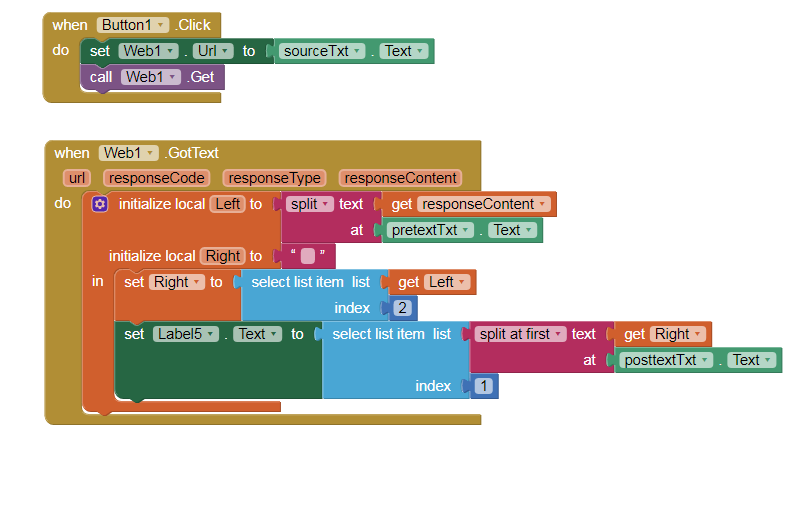 when Button1 .Click
do set Web1 . Url to sourceTxt . Text
call Web1 .Get
when Web1 .GotText
url responseCode responseType responseContent
do initialize local Left to split text get responseContent
at pretextTxt . Text
initialize local Right to “ ”
in set Right to select list item list get Left
index 2
set Label5 . Text to select list item list split at first text get Right
at posttextTxt . Text
index 1